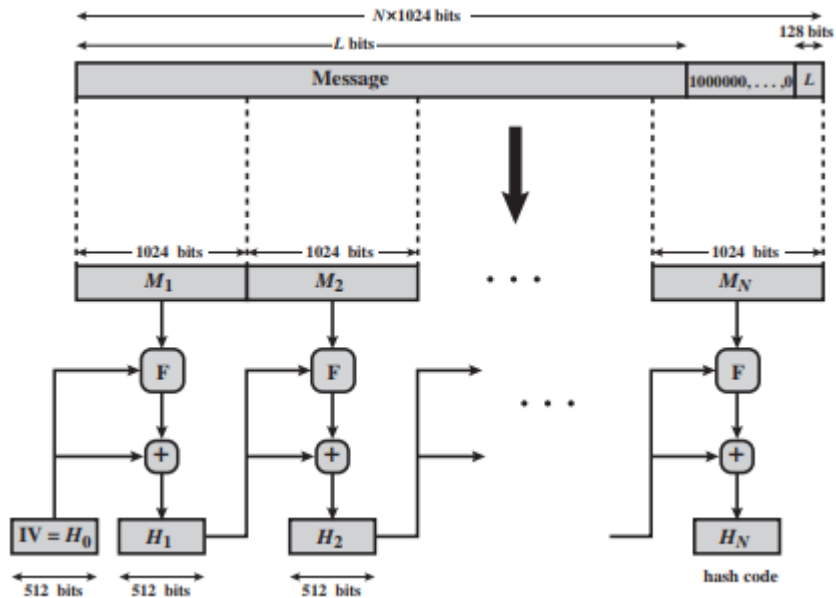 N×1024 bits
128 bits
L bits
Message 1000000, . . . ,0 L
1024 bits 1024 bits 1024 bits
M1 M2 . . . MN
F F F
. . .
+ + +
IV = H0 H1 H2 HN
hash code
512 bits 512 bits 512 bits